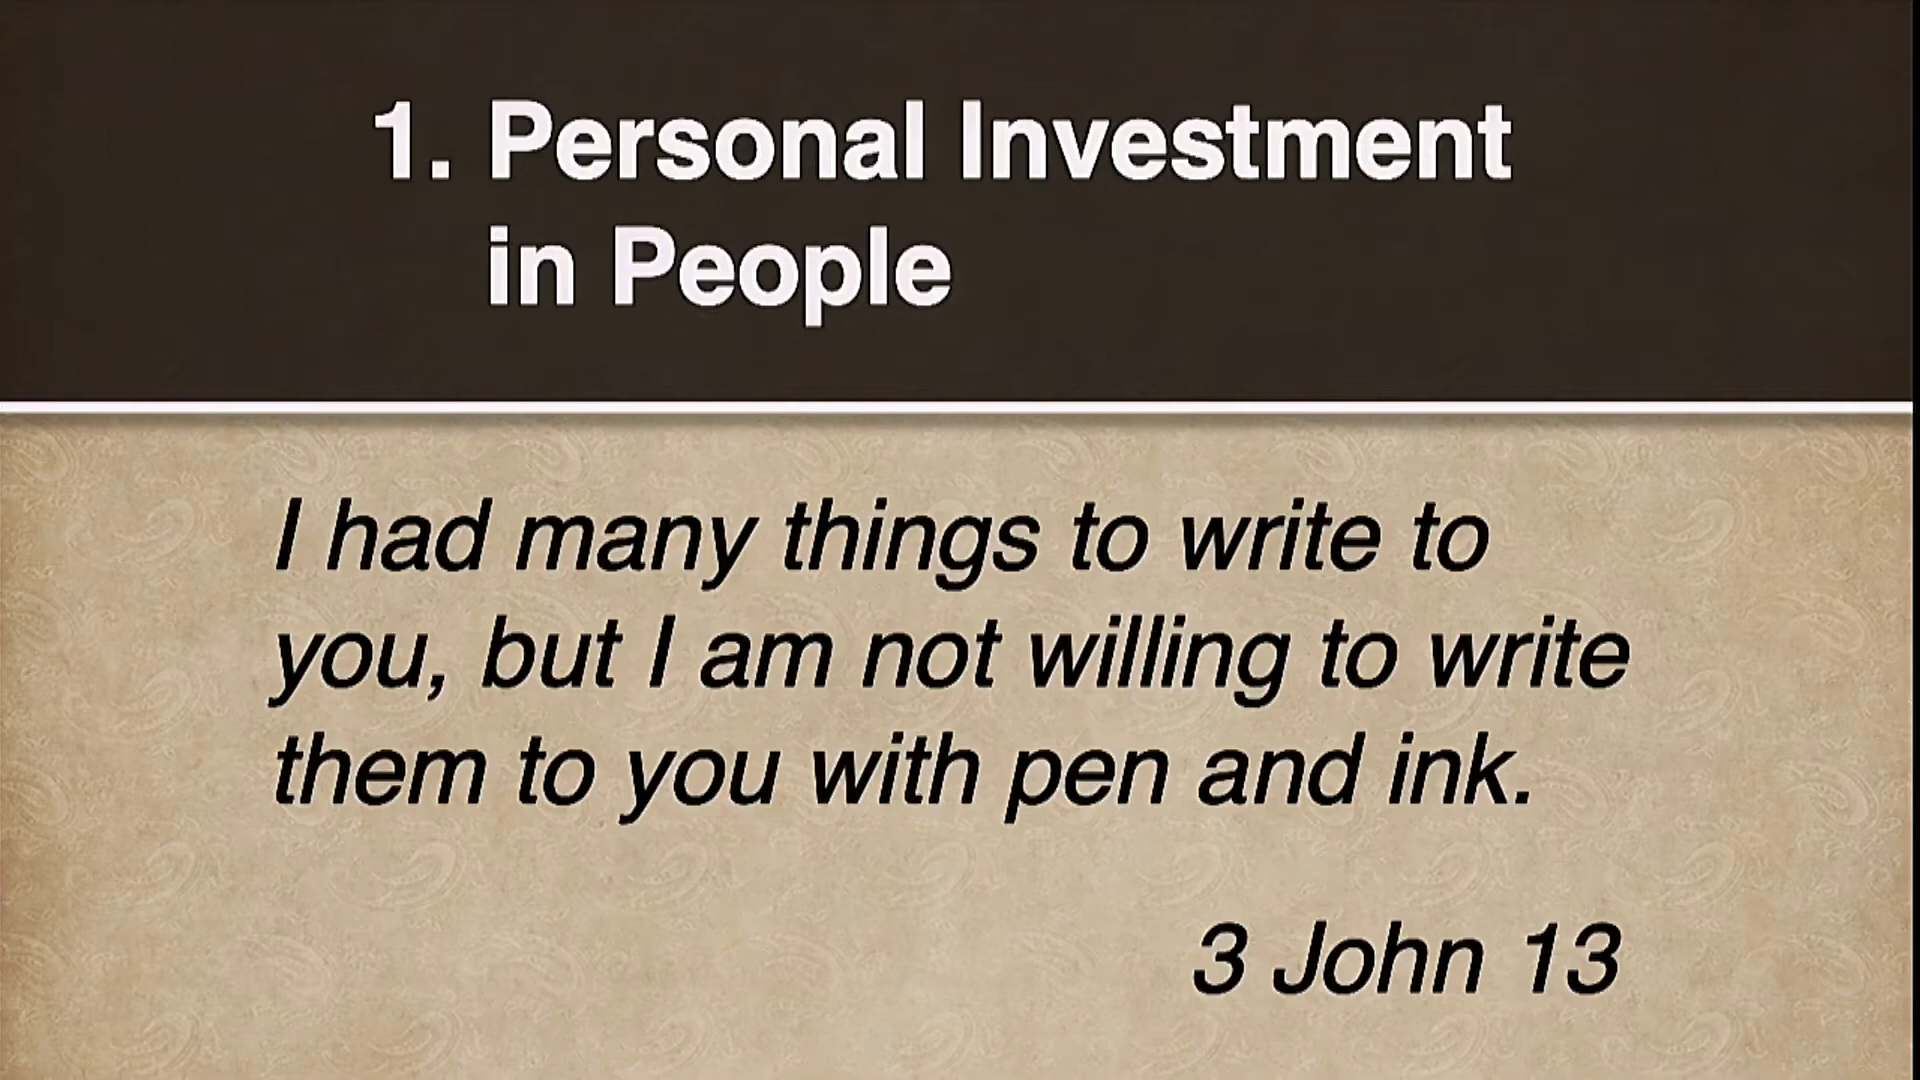 1. Personal Investment
in People
I had many things to write to
you, but I am not willing to write
them to you with pen and ink.
3 John 13